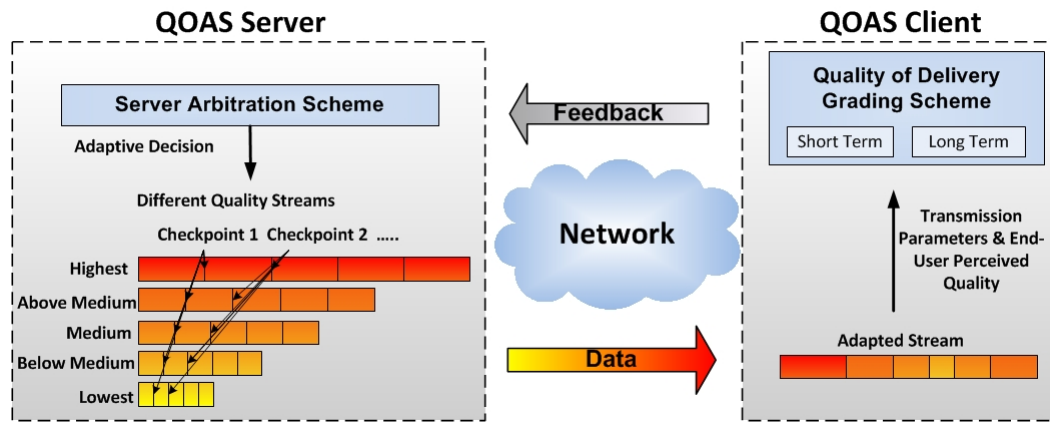 QOAS Server
Server Arbitration Scheme
Adaptive Decision
Different Quality Streams
Checkpoint 1 Checkpoint 2 .....
Highest
Above Medium
Medium
Below Medium
Lowest
Feedback
Network
Data
QOAS Client
Quality of Delivery
Grading Scheme
Short Term
Long Term
Transmission
Parameters & End-
User Perceived
Quality
Adapted Stream